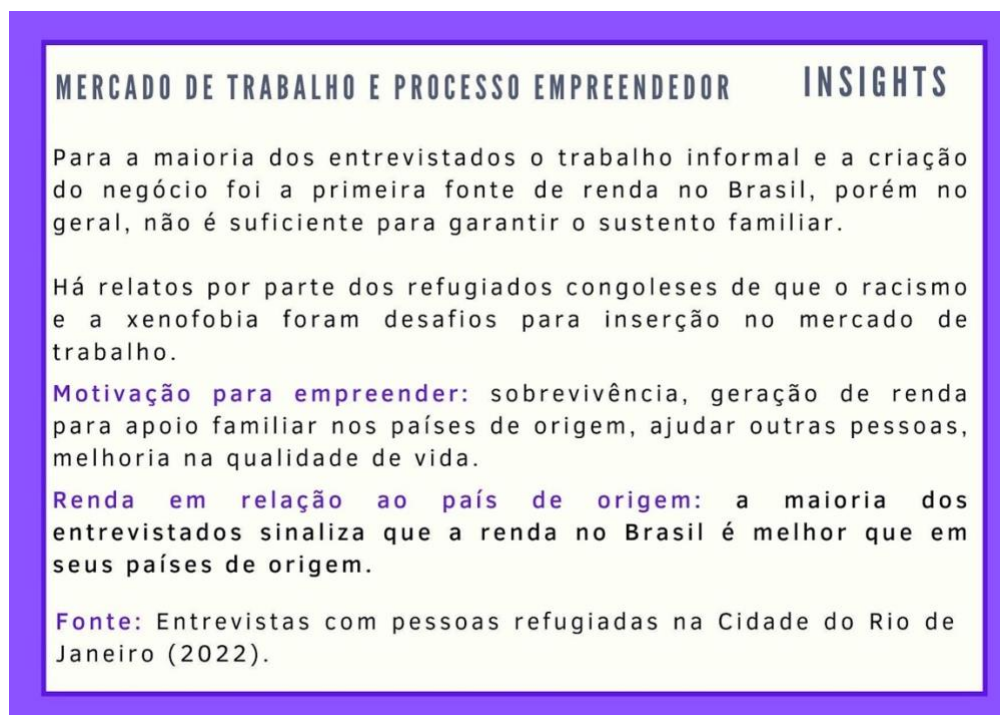 MERCADO DE TRABALHO E PROCESSO EMPREENDEDOR INSIGHTS
Para a maioria dos entrevistados o trabalho informal e a criação
do negócio foi a primeira fonte de renda no Brasil, porém no
geral, não é suficiente para garantir o sustento familiar.
Há relatos por parte dos refugiados congoleses de que o racismo
e a xenofobia foram desafios para inserção no mercado de
trabalho.
Motivação para empreender: sobrevivência, geração de renda
para apoio familiar nos países de origem, ajudar outras pessoas,
melhoria na qualidade de vida.
Renda em relação ao país de origem: a maioria dos
entrevistados sinaliza que a renda no Brasil é melhor que em
seus países de origem.
Fonte: Entrevistas com pessoas refugiadas na Cidade do Rio de
Janeiro (2022).